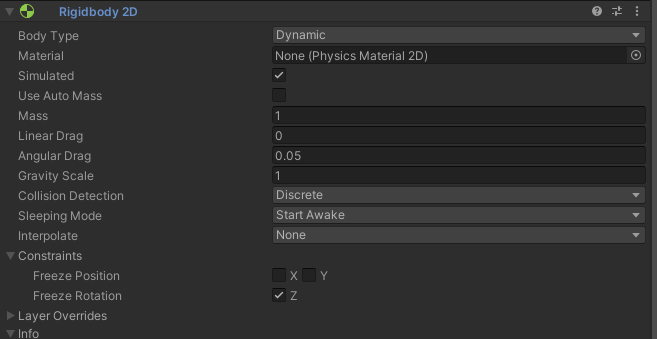 Rigidbody 2D
Body Type Dynamic
Material None (Physics Material 2D)
Simulated
Use Auto Mass
Mass 1
Linear Drag 0
Angular Drag 0.05
Gravity Scale 1
Collision Detection Discrete
Sleeping Mode Start Awake
Interpolate None
Constraints
Freeze Position X Y
Freeze Rotation Z
Layer Overrides
Info